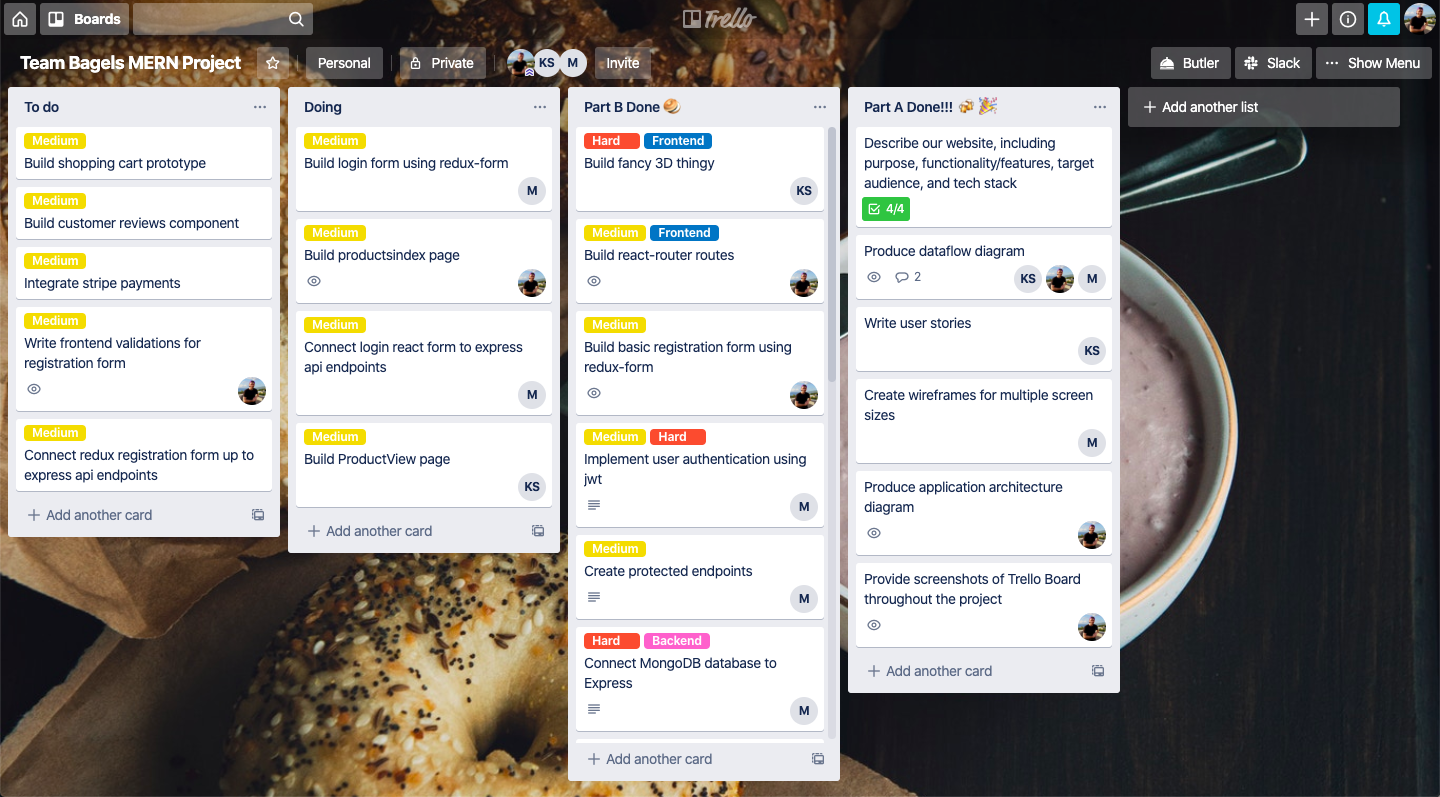 Boards
Trello
Team Bagels MERN Project
Personal
Private
KS
M
Invite
Butler
Slack
Show Menu
To do
Medium
Build shopping cart prototype
Medium
Build customer reviews component
Medium
Integrate stripe payments
Medium
Write frontend validations for
registration form
Medium
Connect redux registration form up to
express api endpoints
Add another card
Doing
Medium
Build login form using redux-form
M
Medium
Build productsindex page
Medium
Connect login react form to express
api endpoints
M
Medium
Build ProductView page
KS
Add another card
Part B Done
Hard Frontend
Build fancy 3D thingy
KS
Medium Frontend
Build react-router routes
Medium
Build basic registration form using
redux-form
Medium Hard
Implement user authentication using
jwt
M
Medium
Create protected endpoints
M
Hard Backend
Connect MongoDB database to
Express
M
Add another card
Part A Done!!!
Describe our website, including
purpose, functionality/features, target
audience, and tech stack
4/4
Produce dataflow diagram
2
KS
M
Write user stories
KS
Create wireframes for multiple screen
sizes
M
Produce application architecture
diagram
Provide screenshots of Trello Board
throughout the project
Add another card
Add another list